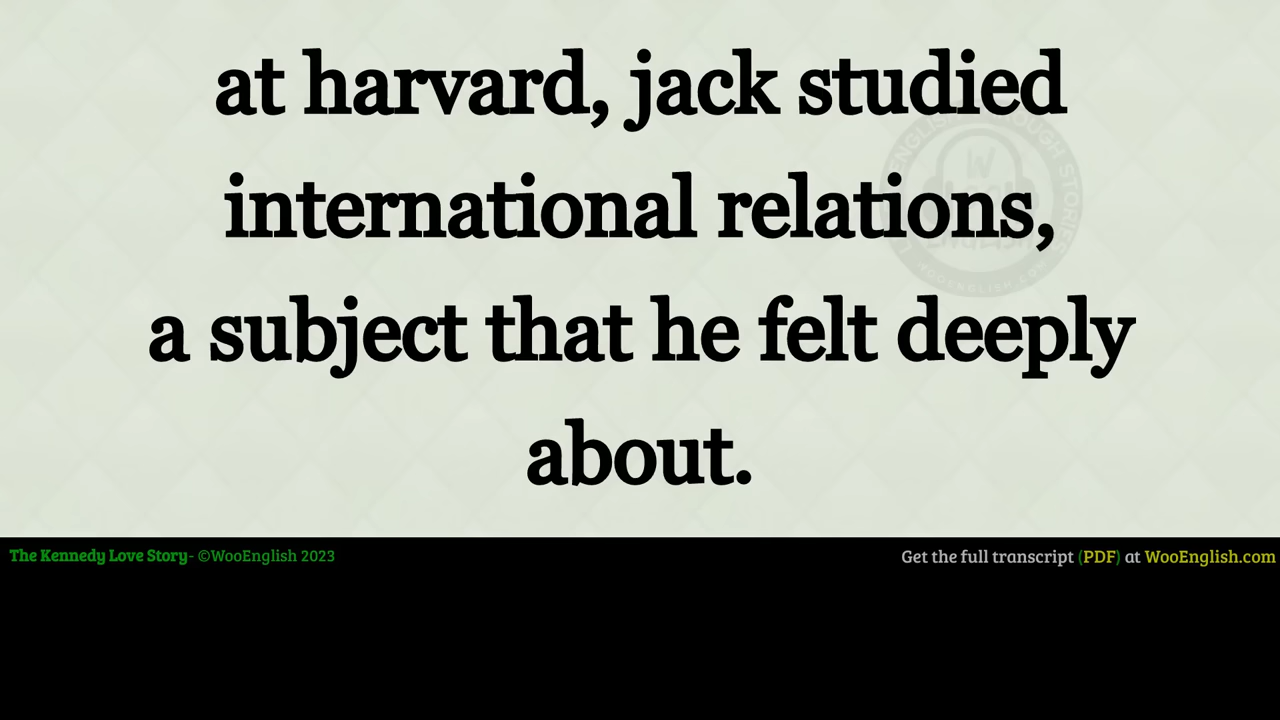 at harvard, jack studied
international relations,
a subject that he felt deeply
about.
The Kennedy Love Story- ©WooEnglish 2023
Get the full transcript (PDF) at WooEnglish.com